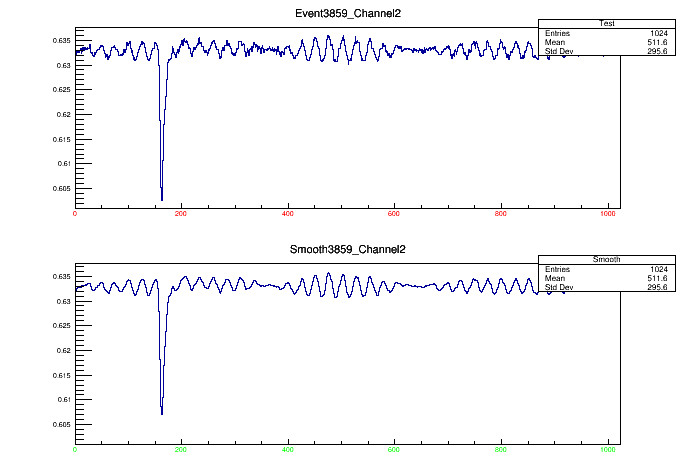 Event3859_Channel2
Test
Entries 1024
Mean 511.6
Std Dev 295.6
0.635
0.63
0.625
0.62
0.615
0.61
0.605
0 200 400 600 800 1000
Smooth3859_Channel2
Smooth
Entries 1024
Mean 511.6
Std Dev 295.6
0.635
0.63
0.625
0.62
0.615
0.61
0.605
0 200 400 600 800 1000